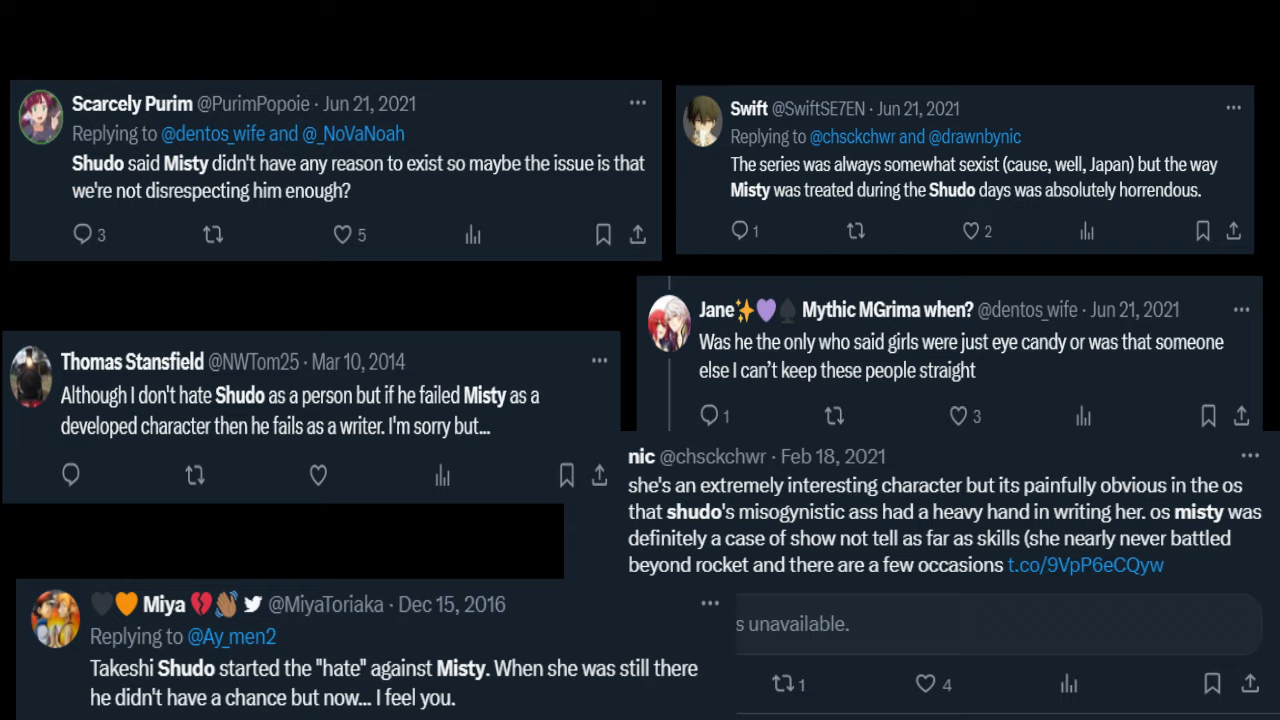 Scarcely Purim @PurimPopoie · Jun 21, 2021
Replying to @dentos_wife and @_NoVaNoah
Shudo said Misty didn't have any reason to exist so maybe the issue is that
we're not disrespecting him enough?
3 5
Swift @SwiftSE7EN · Jun 21, 2021
Replying to @chsckchwr and @drawnbynic
The series was always somewhat sexist (cause, well, Japan) but the way
Misty was treated during the Shudo days was absolutely horrendous.
1 2
Jane✨💜♠️ Mythic MGrima when? @dentos_wife · Jun 21, 2021
Was he the only who said girls were just eye candy or was that someone
else I can't keep these people straight
1 3
Thomas Stansfield @NWTom25 · Mar 10, 2014
Although I don't hate Shudo as a person but if he failed Misty as a
developed character then he fails as a writer. I'm sorry but...
nic @chsckchwr · Feb 18, 2021
she's an extremely interesting character but its painfully obvious in the os
that shudo's misogynistic ass had a heavy hand in writing her. os misty was
definitely a case of show not tell as far as skills (she nearly never battled
beyond rocket and there are a few occasions t.co/9VpP6eCQyw
s unavailable.
1 4
🖤🧡 Miya 💔👋🏽 @MiyaToriaka · Dec 15, 2016
Replying to @Ay_men2
Takeshi Shudo started the "hate" against Misty. When she was still there
he didn't have a chance but now... I feel you.